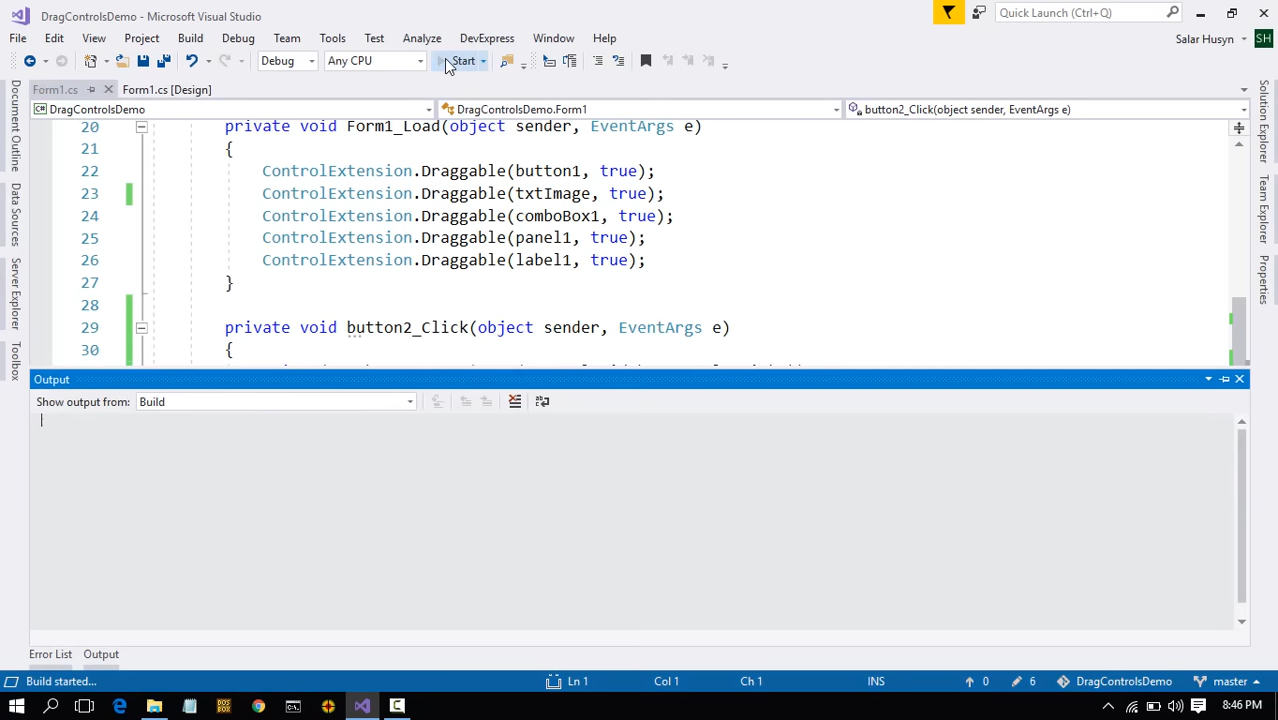 DragControlsDemo - Microsoft Visual Studio
Quick Launch (Ctrl+Q)
File Edit View Project Build Debug Team Tools Test Analyze DevExpress Window Help
Salar Husyn SH
Debug Any CPU Start
Form1.cs Form1.cs [Design]
DragControlsDemo DragControlsDemo.Form1 button2_Click(object sender, EventArgs e)
20 private void Form1_Load(object sender, EventArgs e)
21 {
22 ControlExtension.Draggable(button1, true);
23 ControlExtension.Draggable(txtImage, true);
24 ControlExtension.Draggable(comboBox1, true);
25 ControlExtension.Draggable(panel1, true);
26 ControlExtension.Draggable(label1, true);
27 }
28
29 private void button2_Click(object sender, EventArgs e)
30 {
Document Outline
Data Sources
Server Explorer
Toolbox
Solution Explorer
Team Explorer
Properties
Output
Show output from: Build
Error List Output
Build started... Ln 1 Col 1 Ch 1 INS 0 6 DragControlsDemo master
8:46 PM